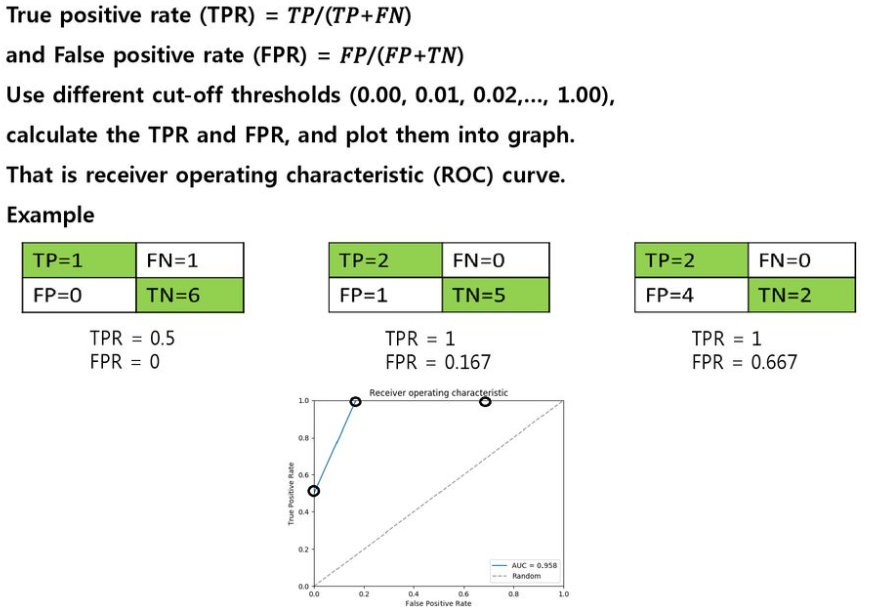 True positive rate (TPR) = TP/(TP+FN)
and False positive rate (FPR) = FP/(FP+TN)
Use different cut-off thresholds (0.00, 0.01, 0.02,..., 1.00),
calculate the TPR and FPR, and plot them into graph.
That is receiver operating characteristic (ROC) curve.
Example
TP=1 FN=1
FP=0 TN=6
TPR = 0.5
FPR = 0
TP=2 FN=0
FP=1 TN=5
TPR = 1
FPR = 0.167
TP=2 FN=0
FP=4 TN=2
TPR = 1
FPR = 0.667
Receiver operating characteristic
1.0
0.8
0.6
0.4
0.2
0.0
True Positive Rate
AUC = 0.958
Random
0.0 0.2 0.4 0.6 0.8 1.0
False Positive Rate